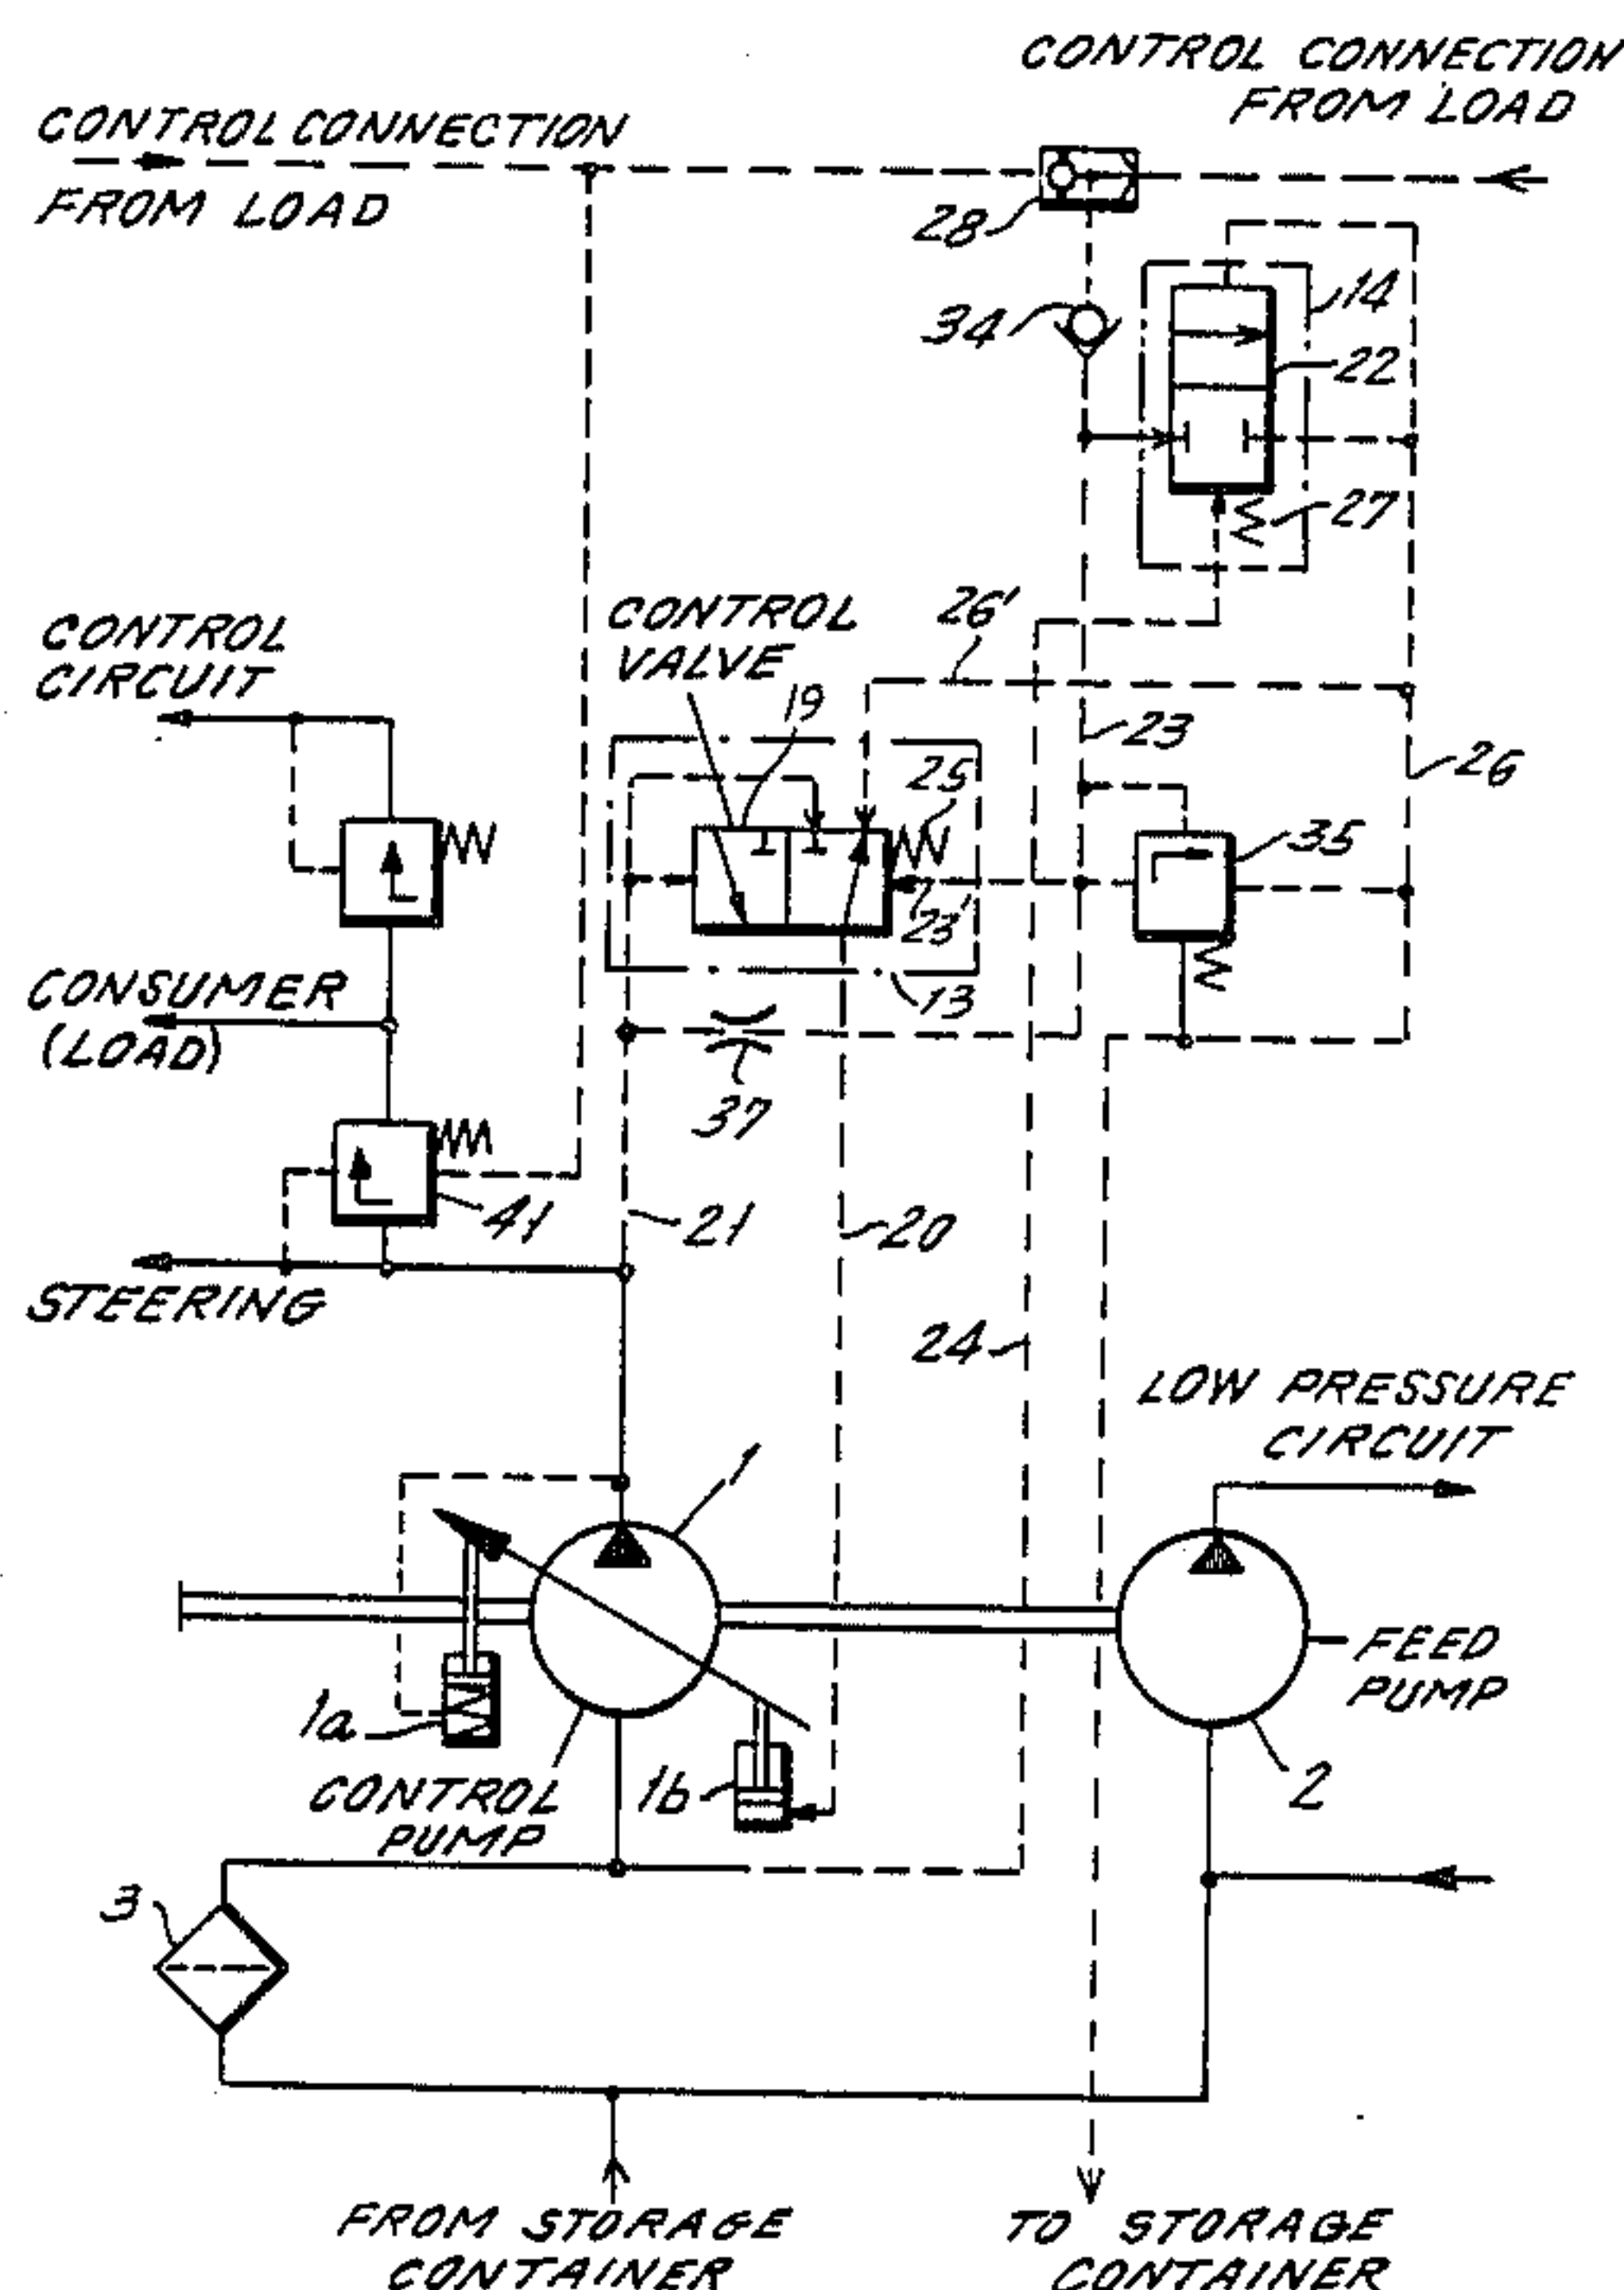 CONTROL CONNECTION
FROM LOAD
CONTROL CONNECTION
FROM LOAD
28
14
34
22
27
CONTROL
CIRCUIT
CONTROL
VALVE
26'
19
23
25
26
35
23'
CONSUMER
(LOAD)
13
37
41
21
20
STEERING
24
LOW PRESSURE
CIRCUIT
1
FEED
PUMP
1a
1b
2
CONTROL
PUMP
3
FROM STORAGE
CONTAINER
TO STORAGE
CONTAINER